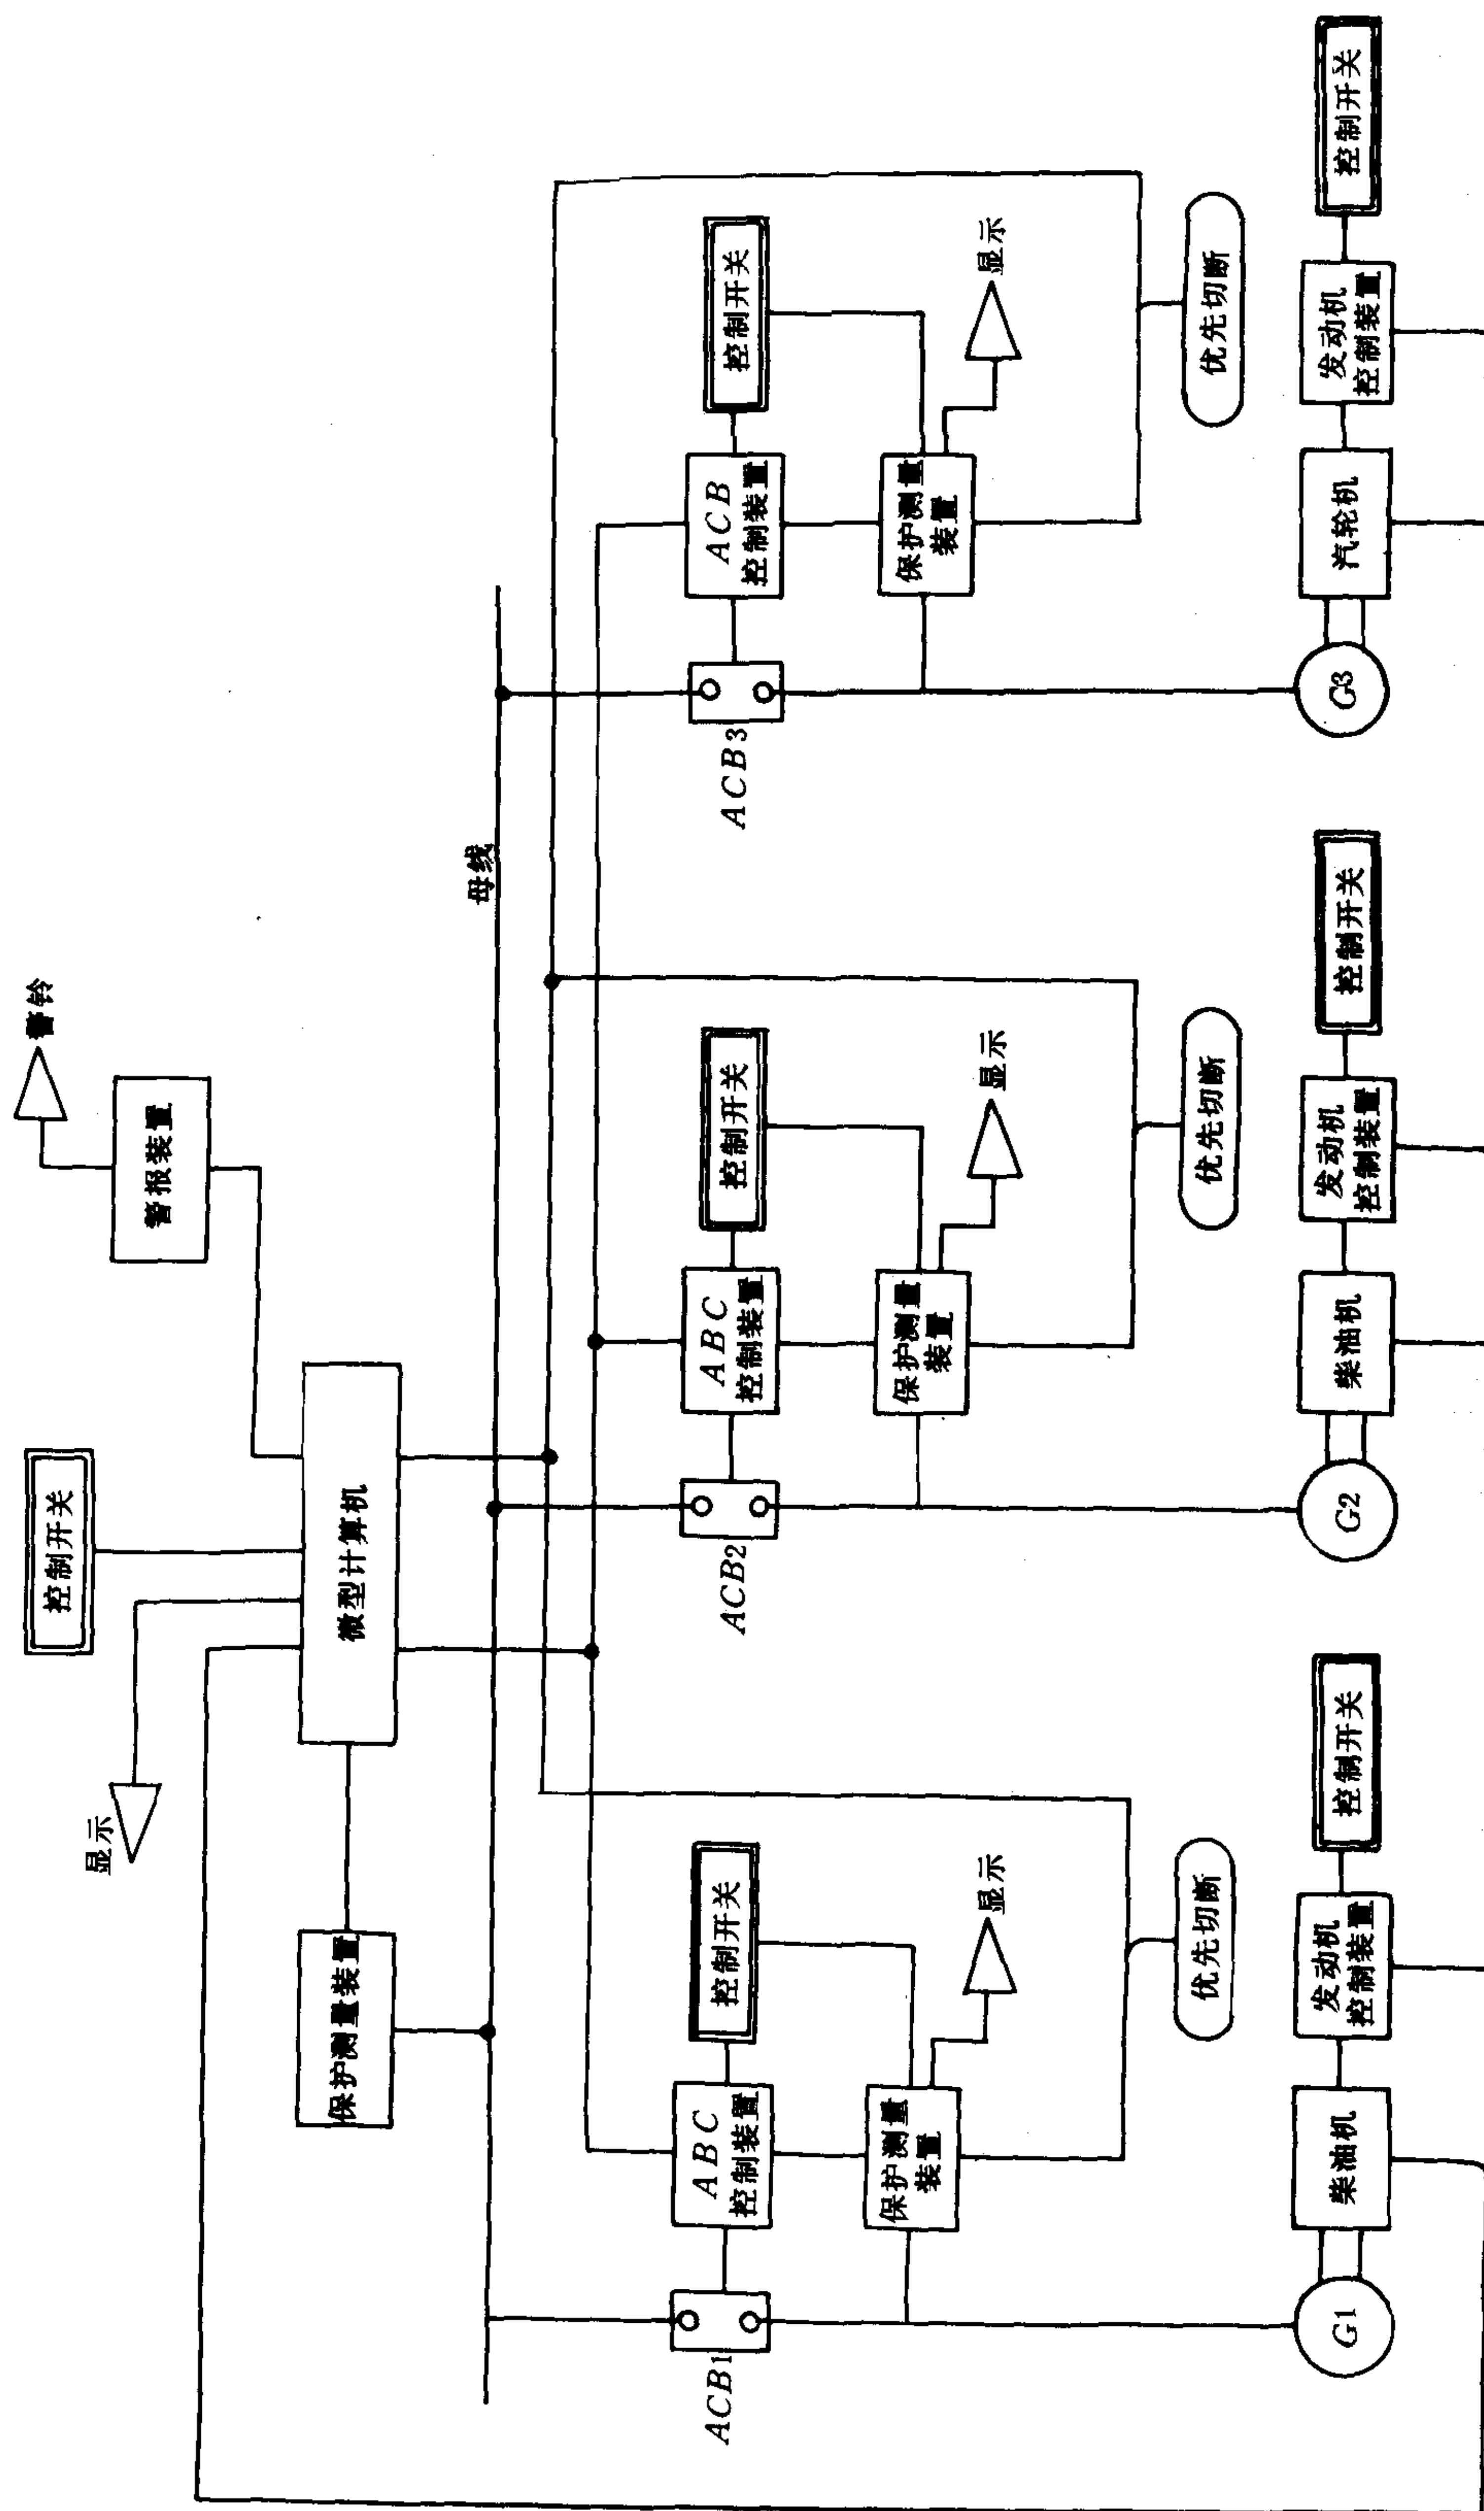 控制开关
警铃
显示
警报装置
微型计算机
保护测量装置
母线
ABC
控制装置
控制开关
ACB1
保护测量
装置
显示
优先切断
G1
柴油机
发动机
控制装置
控制开关
ABC
控制装置
控制开关
ACB2
保护测量
装置
显示
优先切断
G2
柴油机
发动机
控制装置
控制开关
ACB
控制装置
控制开关
ACB3
保护测量
装置
显示
优先切断
G3
汽轮机
发动机
控制装置
控制开关